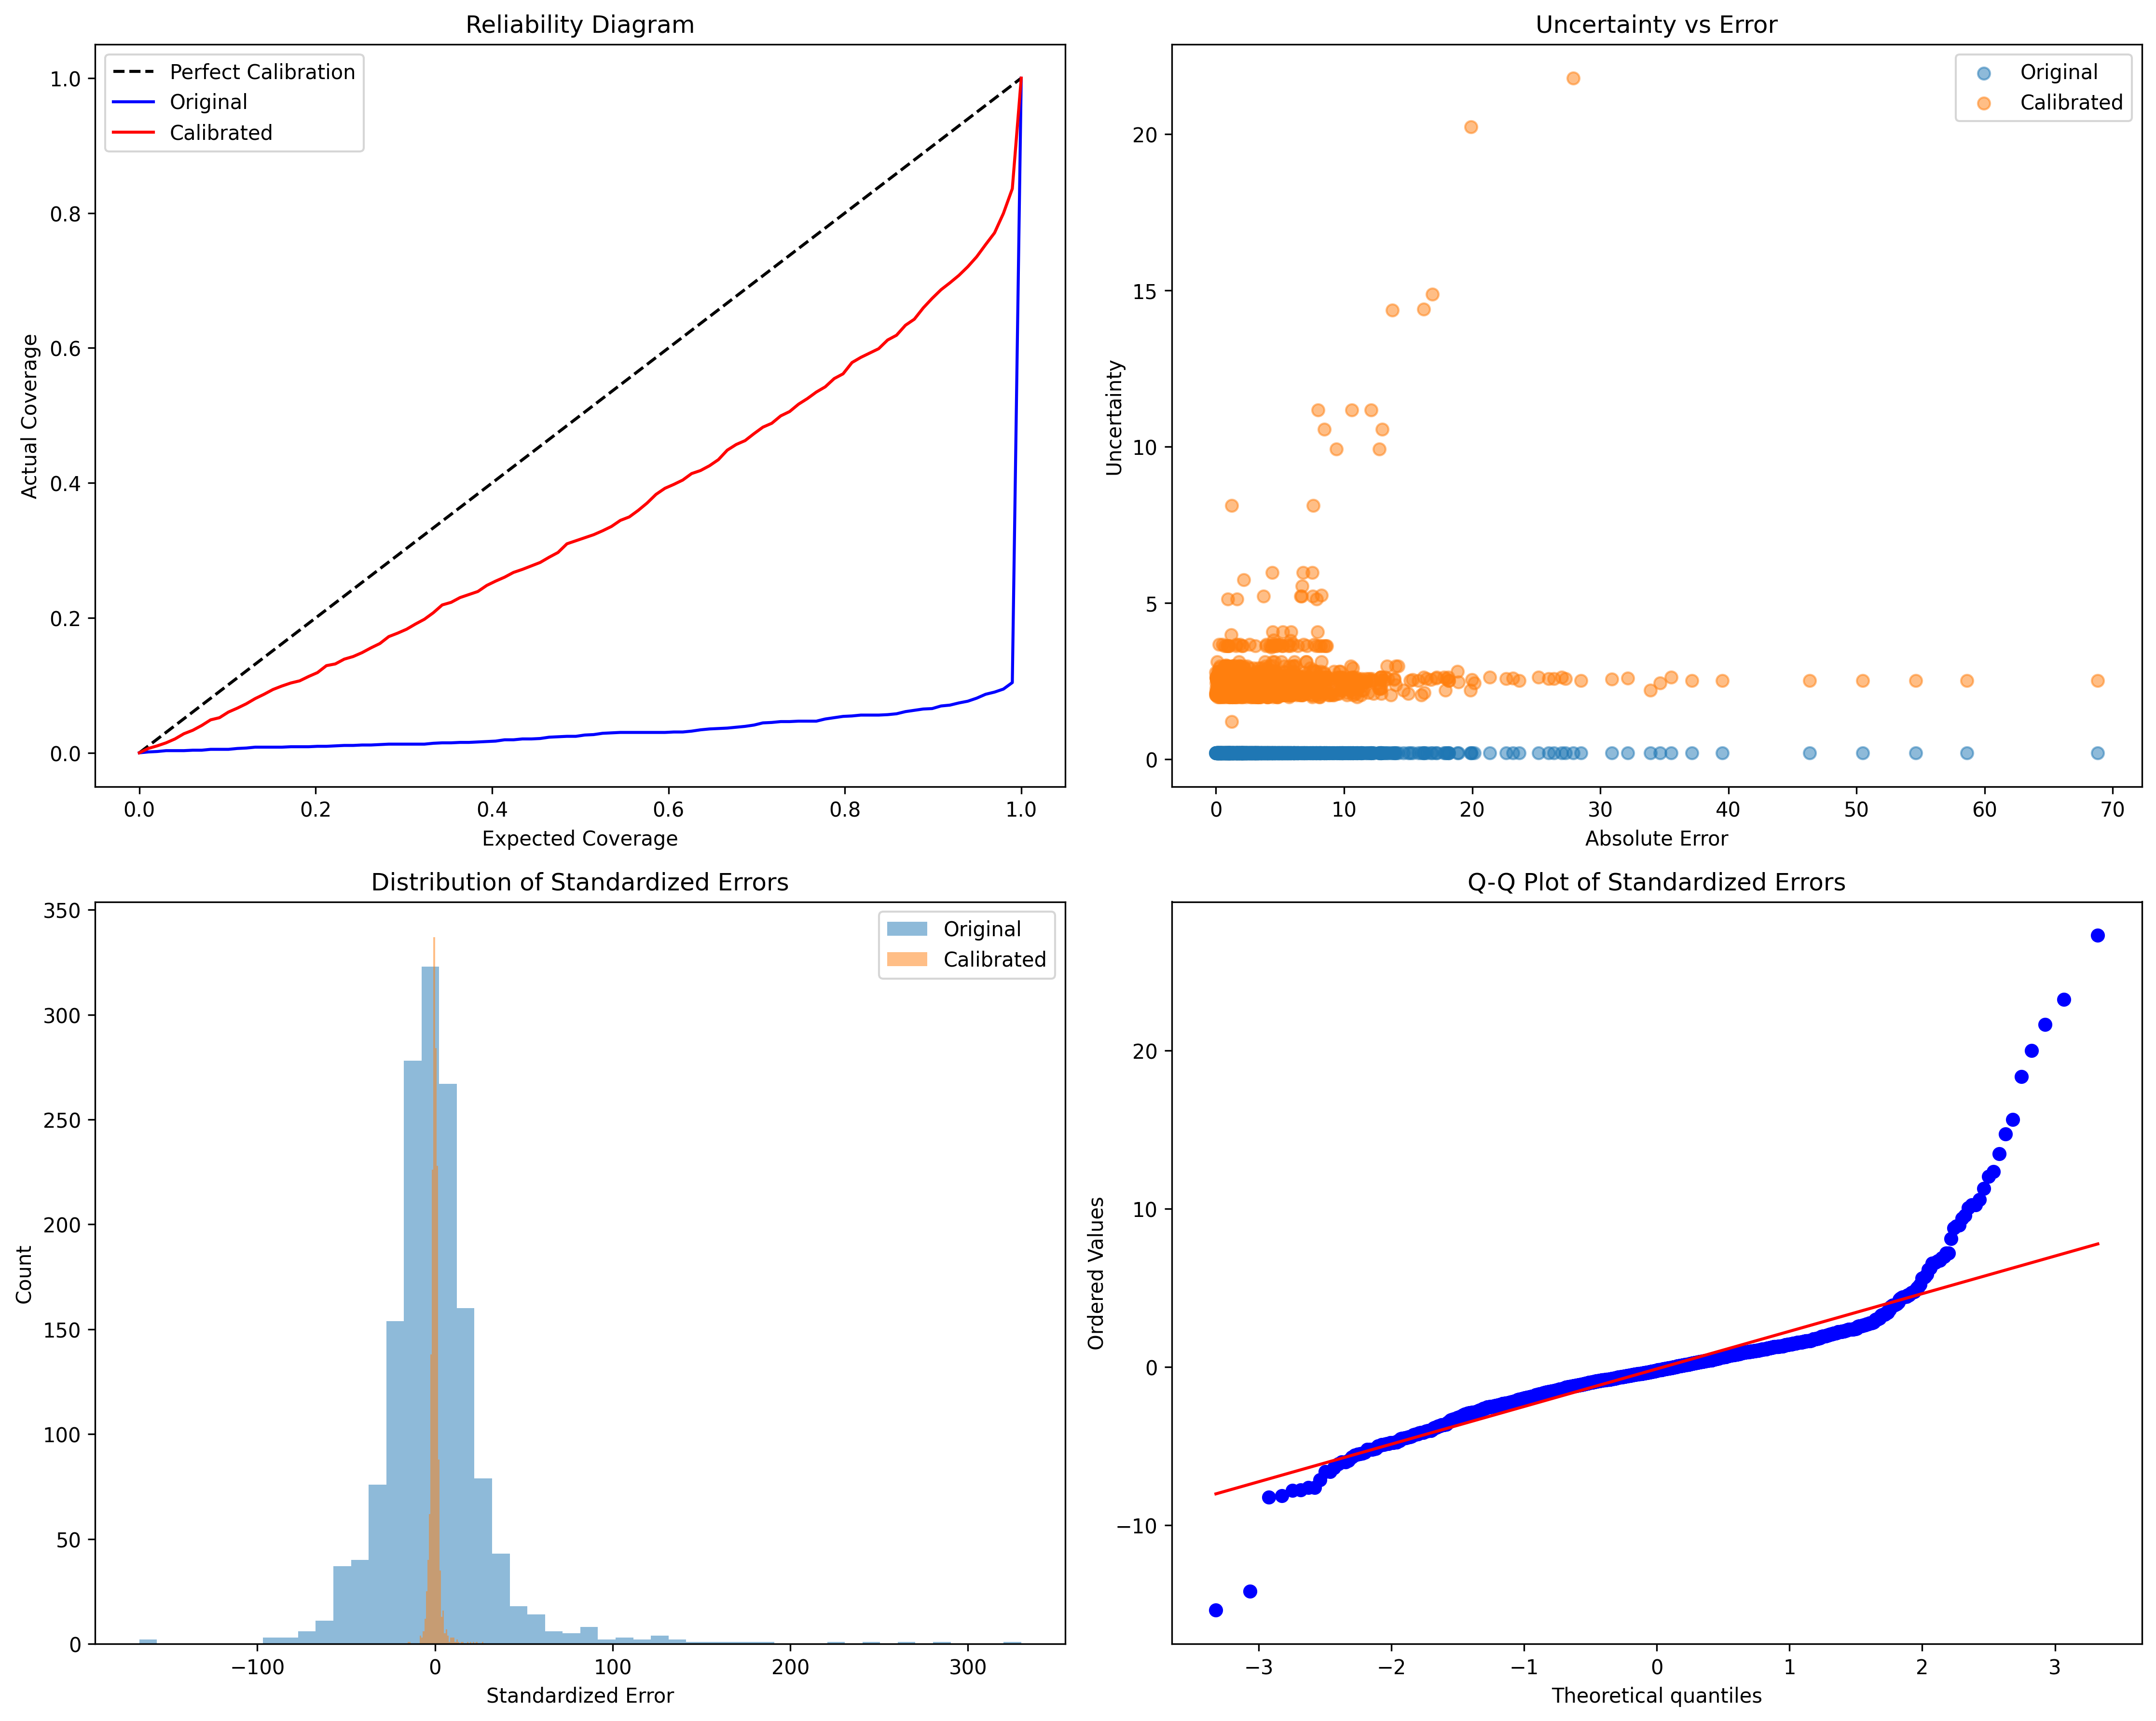 Reliability Diagram
Perfect Calibration
Original
Calibrated
1.0
0.8
0.6
0.4
0.2
0.0
Actual Coverage
0.0 0.2 0.4 0.6 0.8 1.0
Expected Coverage
Uncertainty vs Error
Original
Calibrated
20
15
10
5
0
Uncertainty
0 10 20 30 40 50 60 70
Absolute Error
Distribution of Standardized Errors
Original
Calibrated
350
300
250
200
150
100
50
0
Count
−100 0 100 200 300
Standardized Error
Q-Q Plot of Standardized Errors
20
10
0
−10
Ordered Values
−3 −2 −1 0 1 2 3
Theoretical quantiles